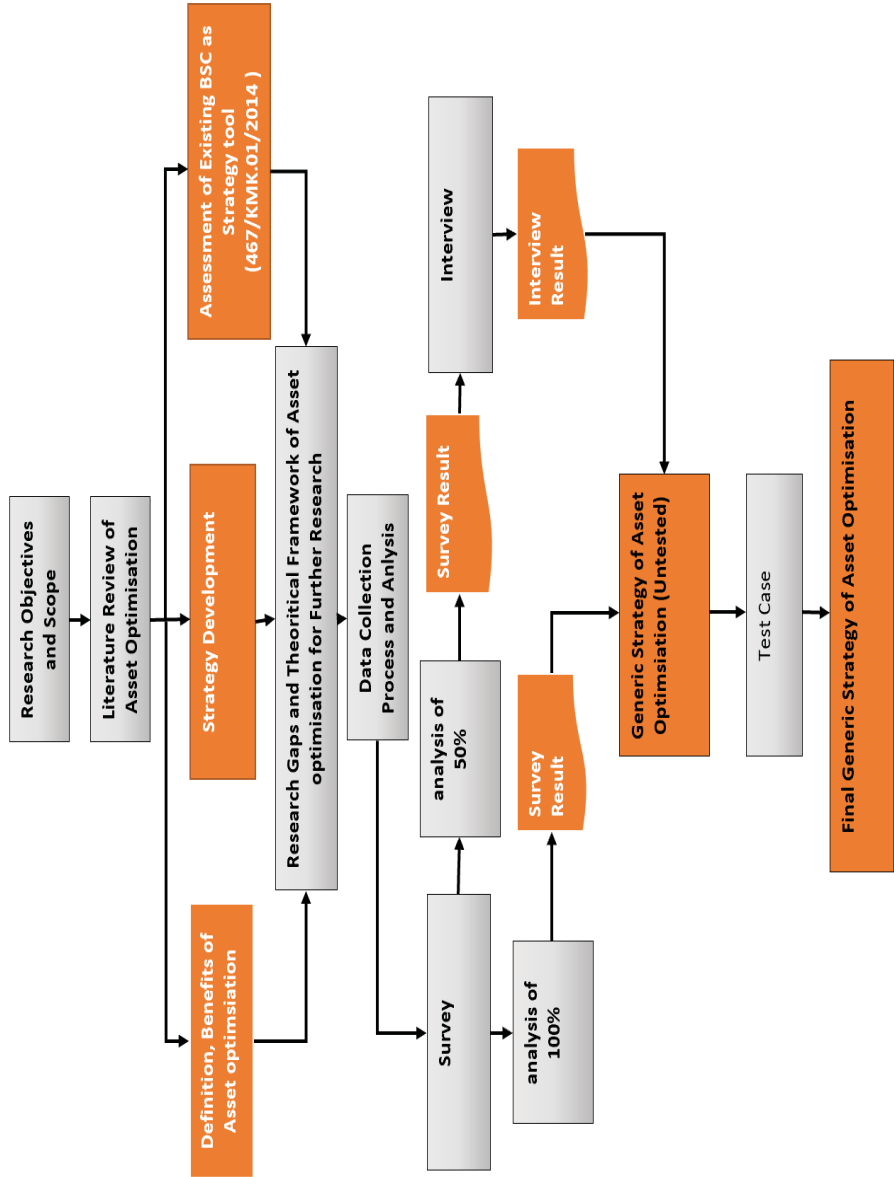 Research Objectives
and Scope
Literature Review of
Asset Optimisation
Definition, Benefits of
Asset optimsiation
Strategy Development
Assessment of Existing BSC as
Strategy tool
(467/KMK.01/2014 )
Research Gaps and Theoritical Framework of Asset
optimisation for Further Research
Data Collection
Process and Anlysis
Survey
analysis of
50%
Survey Result
Interview
analysis of
100%
Survey
Result
Interview
Result
Generic Strategy of Asset
Optimsiation (Untested)
Test Case
Final Generic Strategy of Asset Optimisation